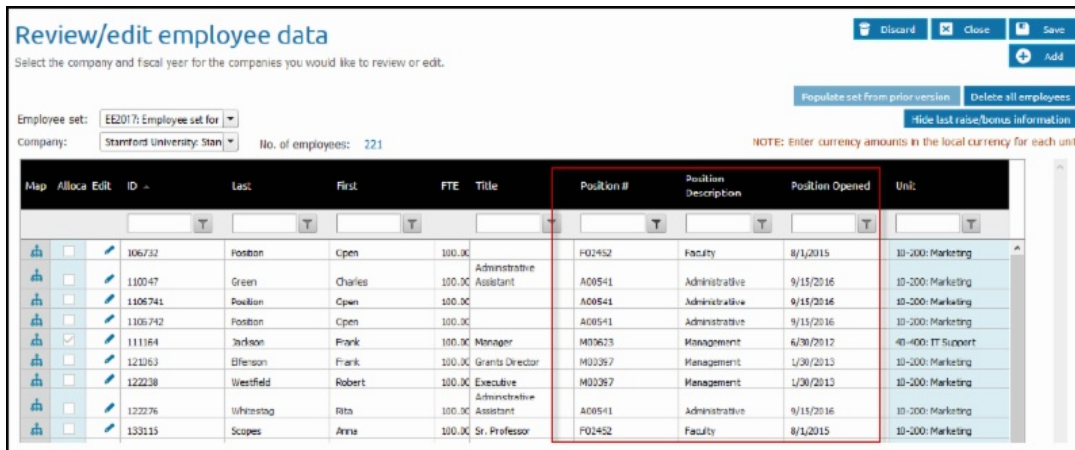 Review/edit employee data
Discard Close Save
Select the company and fiscal year for the companies you would like to review or edit.
Add
Populate set from prior version Delete all employees
Employee set: EE2017: Employee set for
Hide last raise/bonus information
Company: Stamford University: Stan No. of employees: 221
NOTE: Enter currency amounts in the local currency for each unit
Map Alloca Edit ID Last First FTE Title Position # Position Description Position Opened Unit
106732 Position Open 100.00 F02452 Faculty 8/1/2015 10-200: Marketing
110047 Green Charles 100.00 Adminstrative Assistant A00541 Administrative 9/15/2016 10-200: Marketing
1105741 Position Open 100.00 A00541 Administrative 9/15/2016 10-200: Marketing
1105742 Position Open 100.00 A00541 Administrative 9/15/2016 10-200: Marketing
111164 Jackson Frank 100.00 Manager M00623 Management 6/30/2012 40-400: IT Support
121063 Elfenson Frank 100.00 Grants Director M00397 Management 1/30/2013 10-200: Marketing
122238 Westfield Robert 100.00 Executive M00397 Management 1/30/2013 10-200: Marketing
122276 Whitestag Rita 100.00 Adminstrative Assistant A00541 Administrative 9/15/2016 10-200: Marketing
133115 Scopes Anna 100.00 Sr. Professor F02452 Faculty 8/1/2015 10-200: Marketing